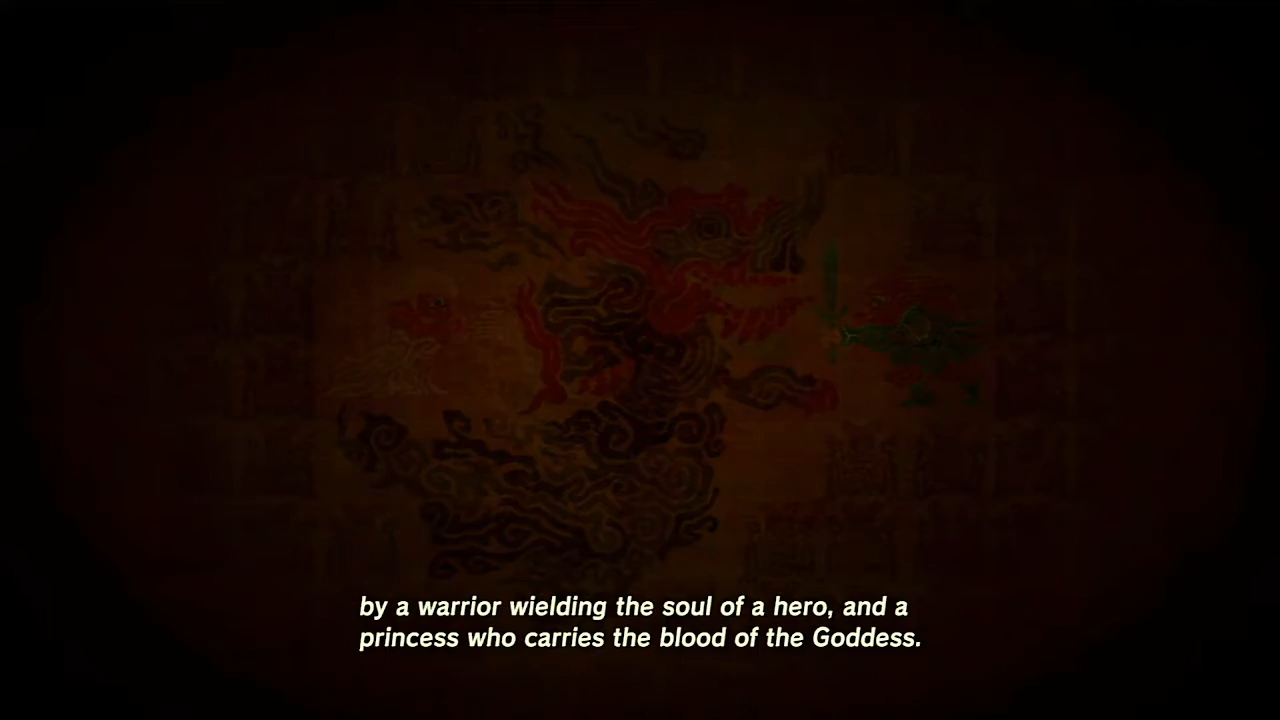 by a warrior wielding the soul of a hero, and a
princess who carries the blood of the Goddess.